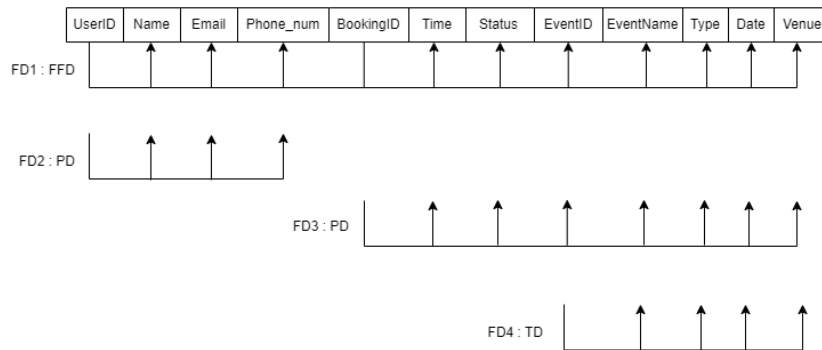 UserID Name Email Phone_num BookingID Time Status EventID EventName Type Date Venue
FD1 : FFD
FD2 : PD
FD3 : PD
FD4 : TD